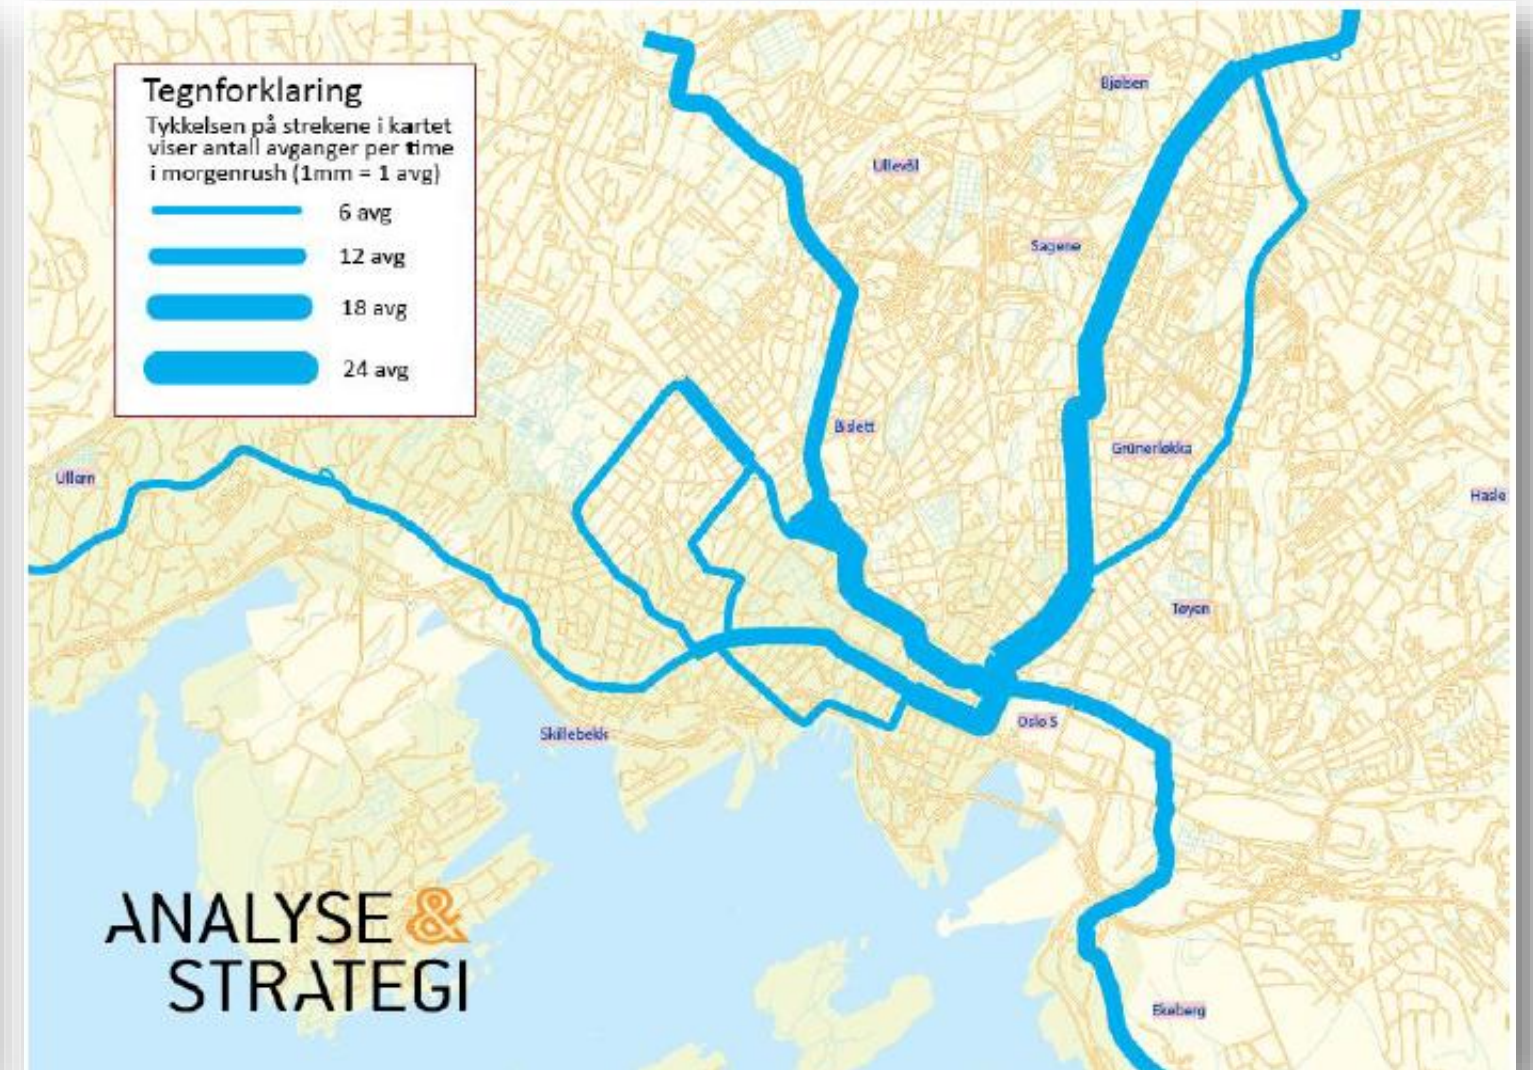 Tegnforklaring
Tykkelsen på strekene i kartet
viser antall avganger per time
i morgenrush (1mm = 1 avg)
6 avg
12 avg
18 avg
24 avg
Bjølsen
Ullevål
Sagene
Bislett
Grünerløkka
Ullern
Hasle
Tøyen
Oslo S
Skillebekk
Ekeberg
ANALYSE &
STRATEGI